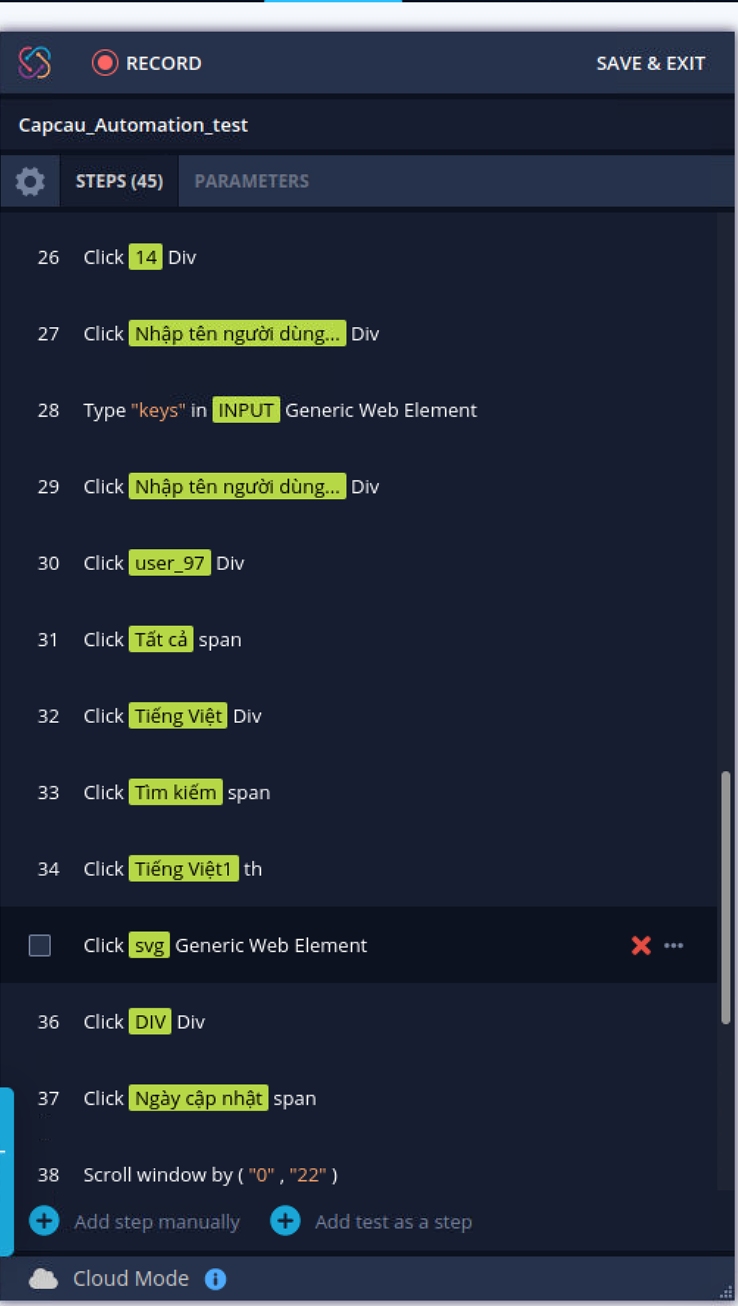 RECORD SAVE & EXIT
Capcau_Automation_test
STEPS (45) PARAMETERS
26 Click 14 Div
27 Click Nhập tên người dùng... Div
28 Type "keys" in INPUT Generic Web Element
29 Click Nhập tên người dùng... Div
30 Click user_97 Div
31 Click Tất cả span
32 Click Tiếng Việt Div
33 Click Tìm kiếm span
34 Click Tiếng Việt1 th
Click svg Generic Web Element
36 Click DIV Div
37 Click Ngày cập nhật span
38 Scroll window by ( "0" , "22" )
Add step manually Add test as a step
Cloud Mode